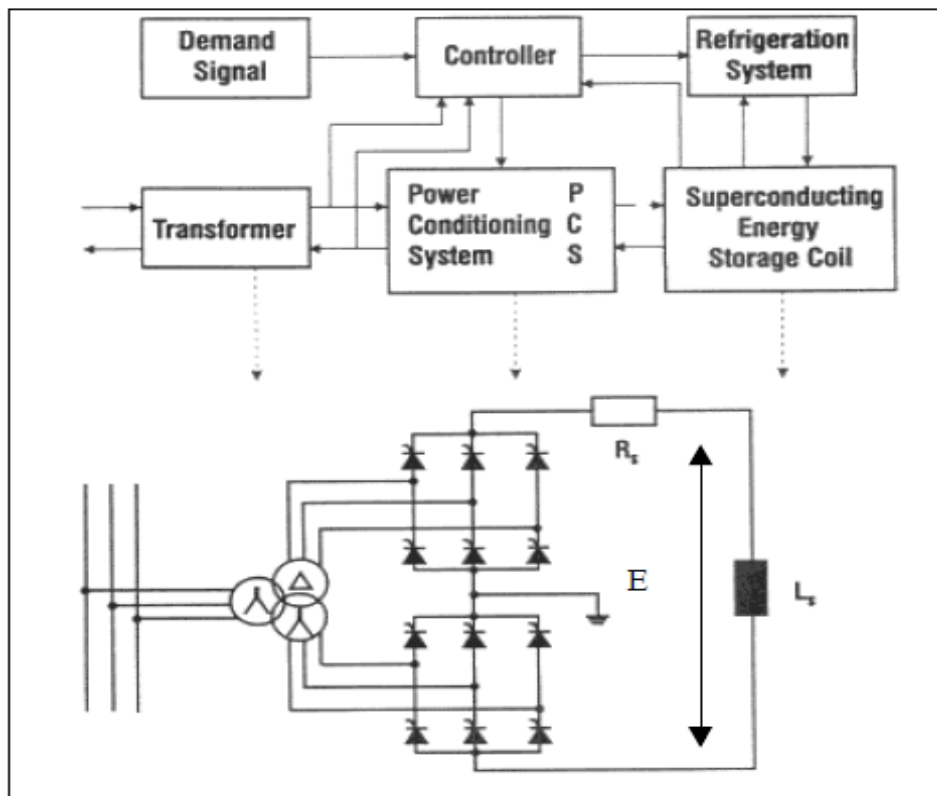 Demand
Signal
Controller
Refrigeration
System
Transformer
Power P
Conditioning C
System S
Superconducting
Energy
Storage Coil
Rs
E
Ls
Δ